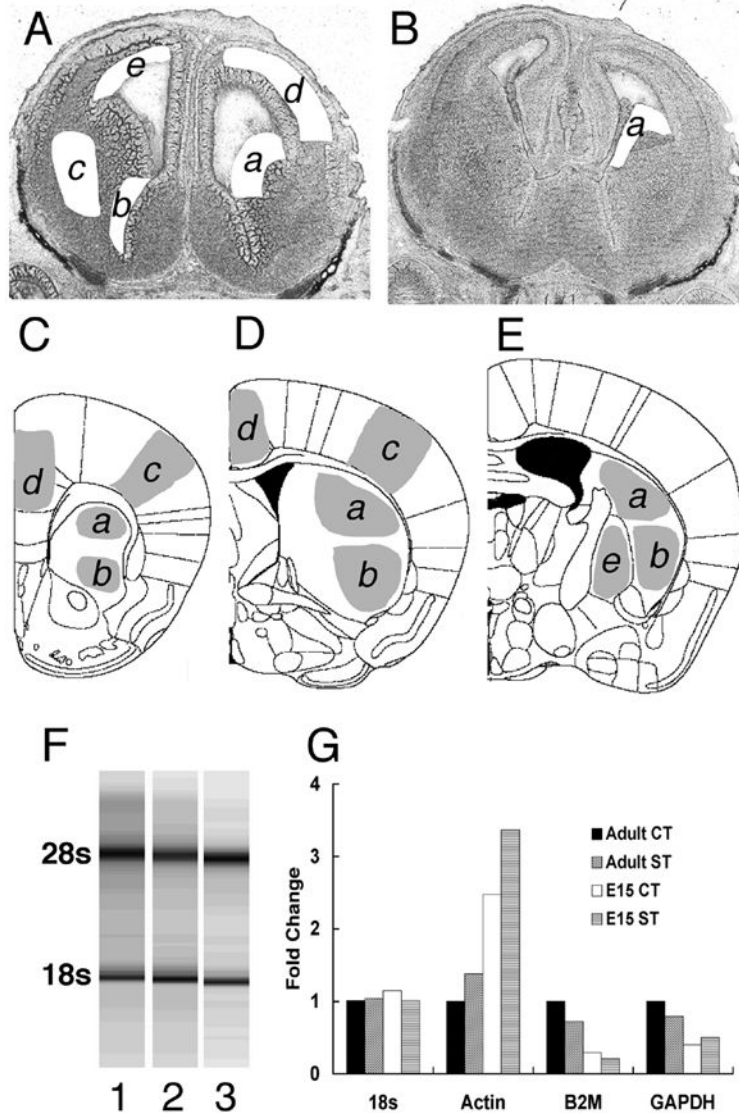 A
B
e
d
c
a
b
a
C
D
E
d
c
a
b
d
c
a
b
a
e
b
F
G
28s
18s
1 2 3
4
3
2
1
0
Fold Change
Adult CT
Adult ST
E15 CT
E15 ST
18s Actin B2M GAPDH